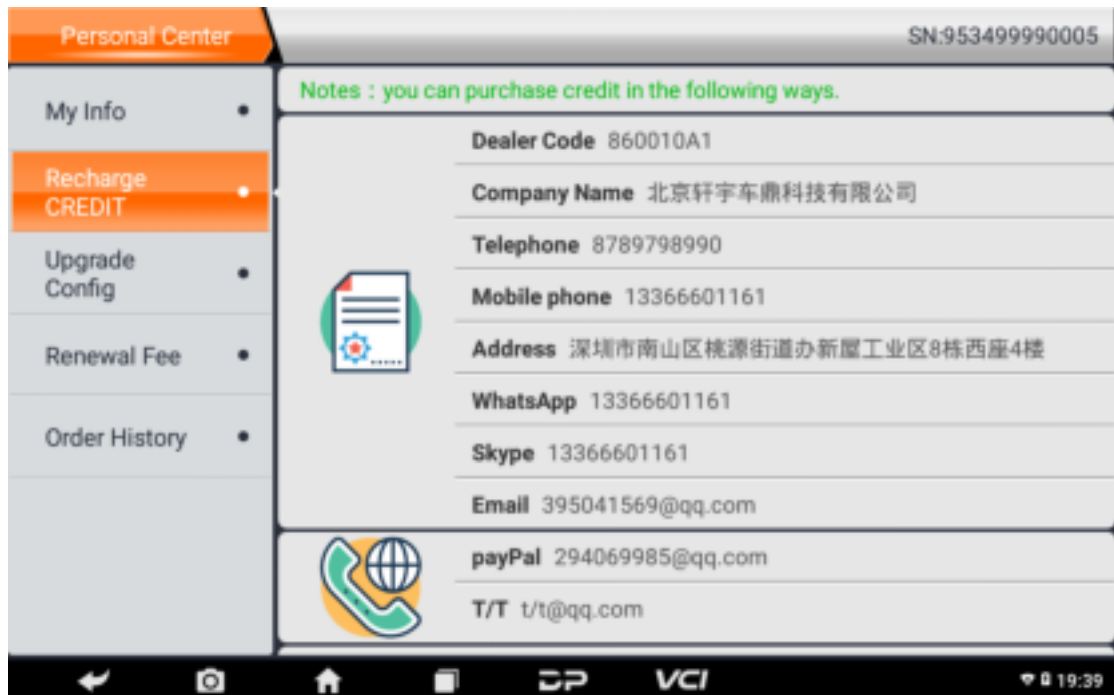 Personal Center
SN:953499990005
My Info
Recharge
CREDIT
Upgrade
Config
Renewal Fee
Order History
Notes : you can purchase credit in the following ways.
Dealer Code 860010A1
Company Name 北京轩宇车鼎科技有限公司
Telephone 8789798990
Mobile phone 13366601161
Address 深圳市南山区桃源街道办新屋工业区8栋西座4楼
WhatsApp 13366601161
Skype 13366601161
Email 395041569@qq.com
payPal 294069985@qq.com
T/T t/t@qq.com
DP
VCI
19:39